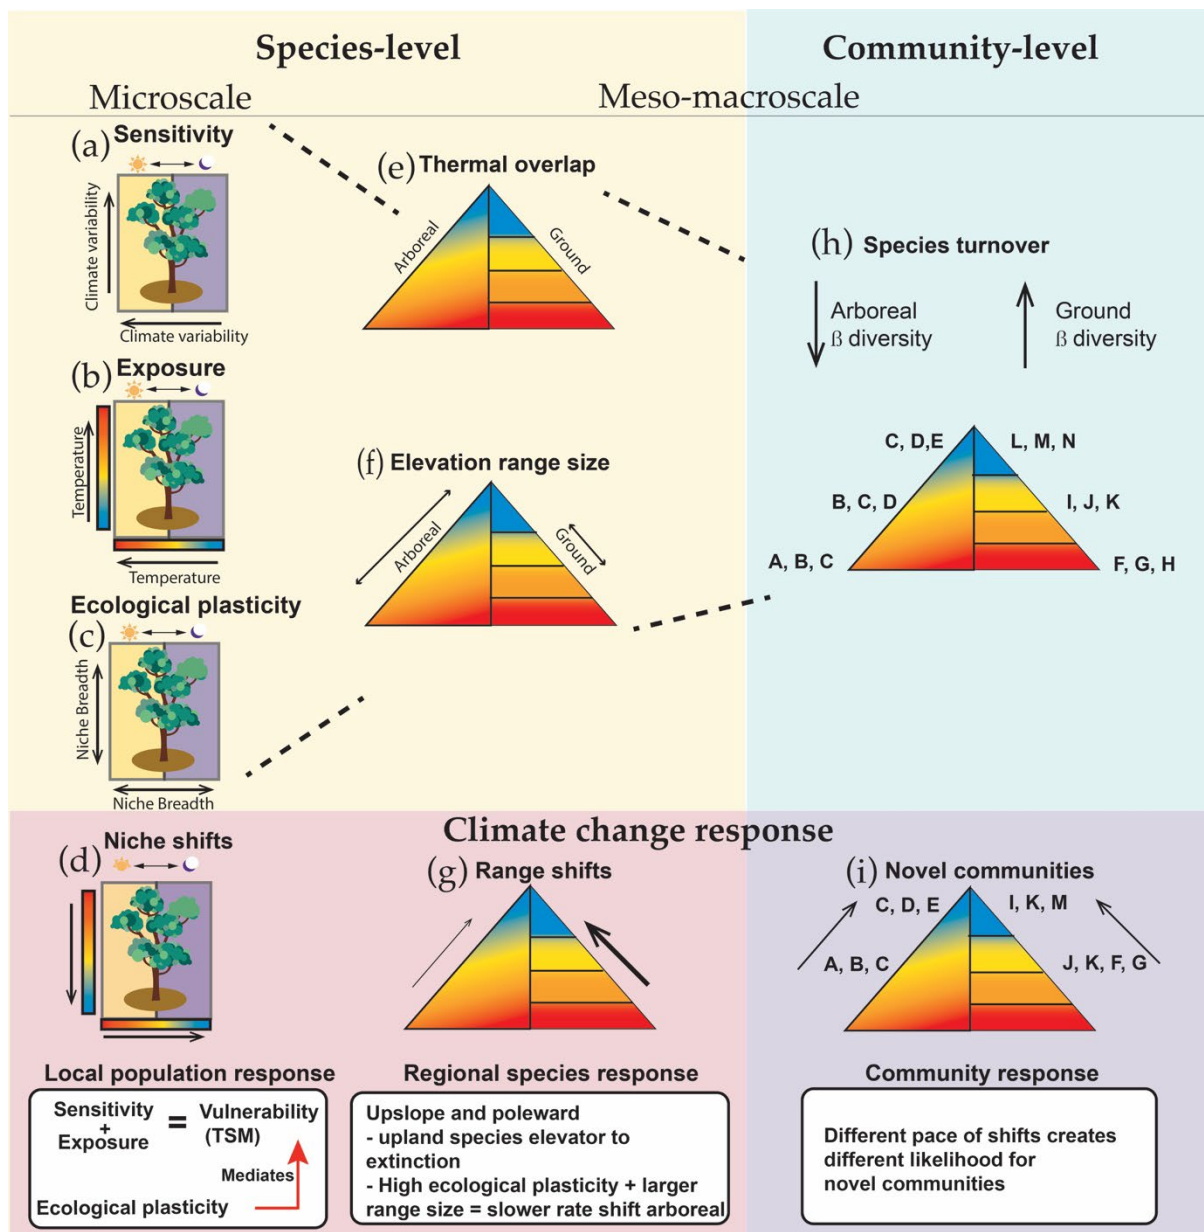 Species-level
Community-level
Microscale
Meso-macroscale
(a)
Sensitivity
Climate variability
Climate variability
(b)
Exposure
Temperature
Temperature
Ecological plasticity
(c)
Niche Breadth
Niche Breadth
(e) Thermal overlap
Arboreal
Ground
(f) Elevation range size
Arboreal
Ground
(h) Species turnover
Arboreal
ß diversity
Ground
ß diversity
C, D,E
L, M, N
B, C, D
I, J, K
A, B, C
F, G, H
Climate change response
(d)
Niche shifts
(g) Range shifts
(i) Novel communities
C, D, E
I, K, M
A, B, C
J, K, F, G
Local population response
Sensitivity
+
Exposure
=
Vulnerability
(TSM)
Mediates
Ecological plasticity
Regional species response
Upslope and poleward
- upland species elevator to
extinction
- High ecological plasticity + larger
range size = slower rate shift arboreal
Community response
Different pace of shifts creates
different likelihood for
novel communities